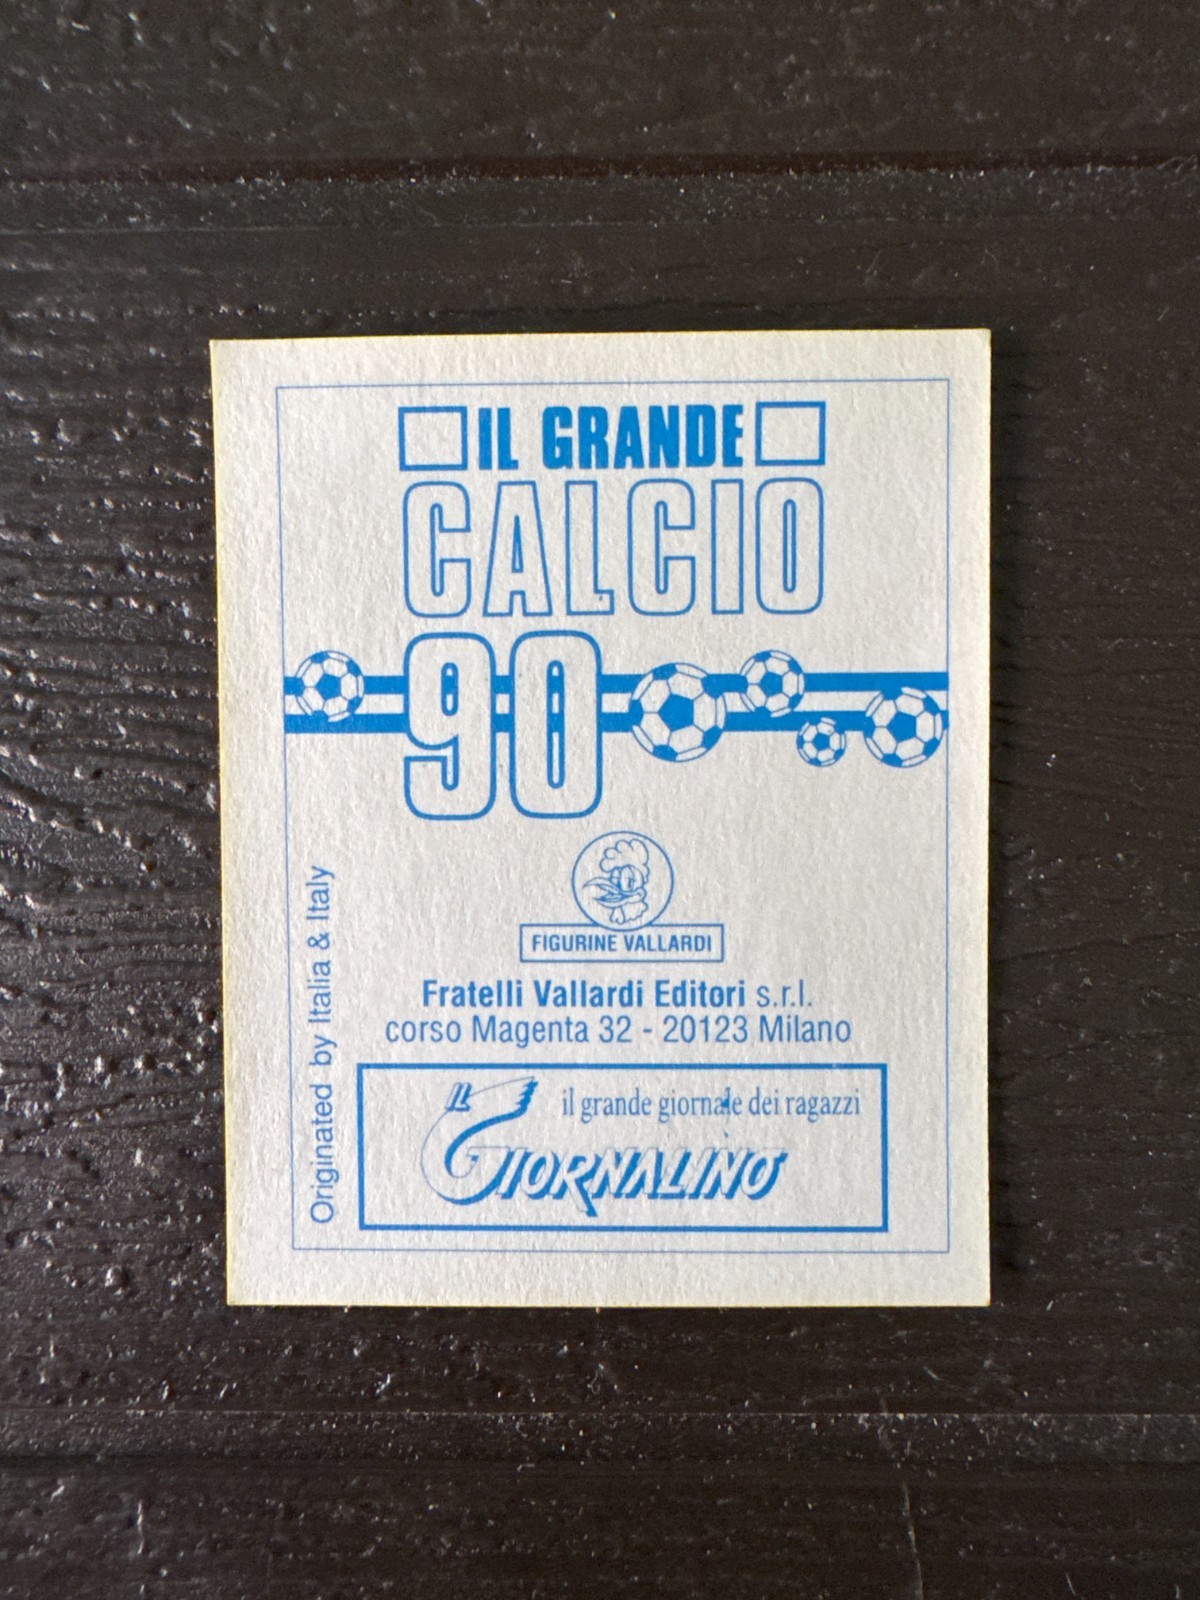 IL GRANDE
CALCIO
90
FIGURINE VALLARDI
Fratelli Vallardi Editori s.r.l.
corso Magenta 32 - 20123 Milano
IL
il grande giornale dei ragazzi
GIORNALINO
Originated by Italia & Italy